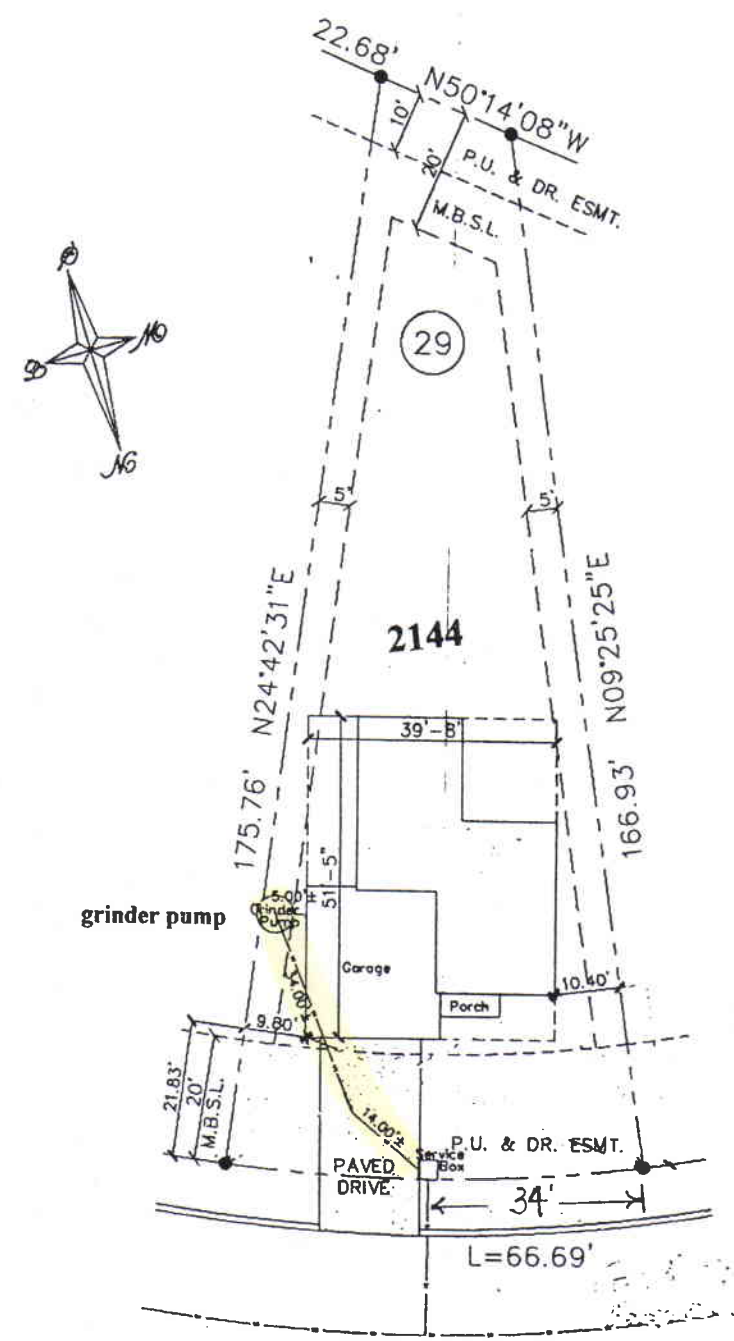 22.68'
N50°14'08"W
10'
20'
P.U. & DR. ESMT.
M.B.S.L.
29
5'
5'
N24°42'31"E
N09°25'25"E
2144
39'-8"
175.76'
166.93'
51'-5"
5.00'±
grinder pump
Grinder
Pump
Garage
14.00'±
10.40'
Porch
9.80'
21.83'
20'
M.B.S.L.
14.00'±
Service
Box
P.U. & DR. ESMT.
PAVED
DRIVE
34'
L=66.69'